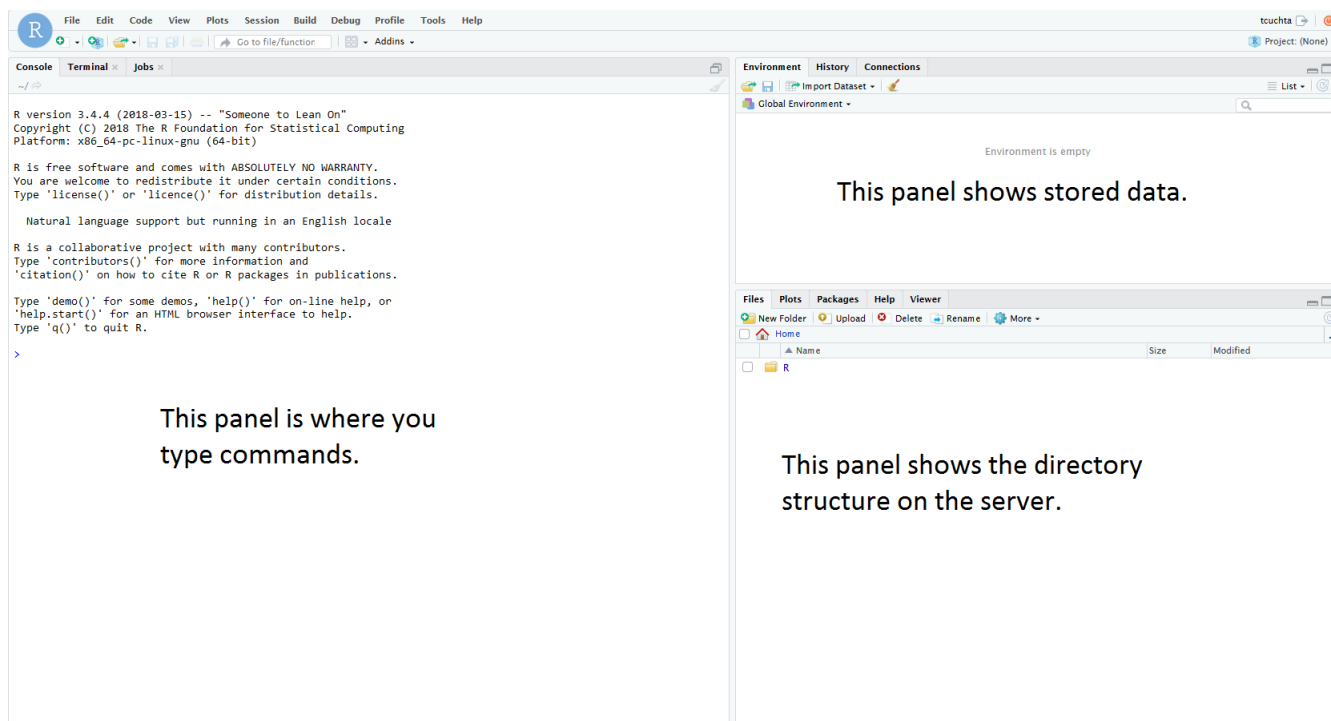 R
File Edit Code View Plots Session Build Debug Profile Tools Help
tcuchta
Go to file/function
Addins
Project: (None)
Console Terminal Jobs
~/
R version 3.4.4 (2018-03-15) -- "Someone to Lean On"
Copyright (C) 2018 The R Foundation for Statistical Computing
Platform: x86_64-pc-linux-gnu (64-bit)
R is free software and comes with ABSOLUTELY NO WARRANTY.
You are welcome to redistribute it under certain conditions.
Type 'license()' or 'licence()' for distribution details.
Natural language support but running in an English locale
R is a collaborative project with many contributors.
Type 'contributors()' for more information and
'citation()' on how to cite R or R packages in publications.
Type 'demo()' for some demos, 'help()' for on-line help, or
'help.start()' for an HTML browser interface to help.
Type 'q()' to quit R.
>
This panel is where you
type commands.
Environment History Connections
Import Dataset
List
Global Environment
Environment is empty
This panel shows stored data.
Files Plots Packages Help Viewer
New Folder Upload Delete Rename More
Home
Name Size Modified
R
This panel shows the directory
structure on the server.